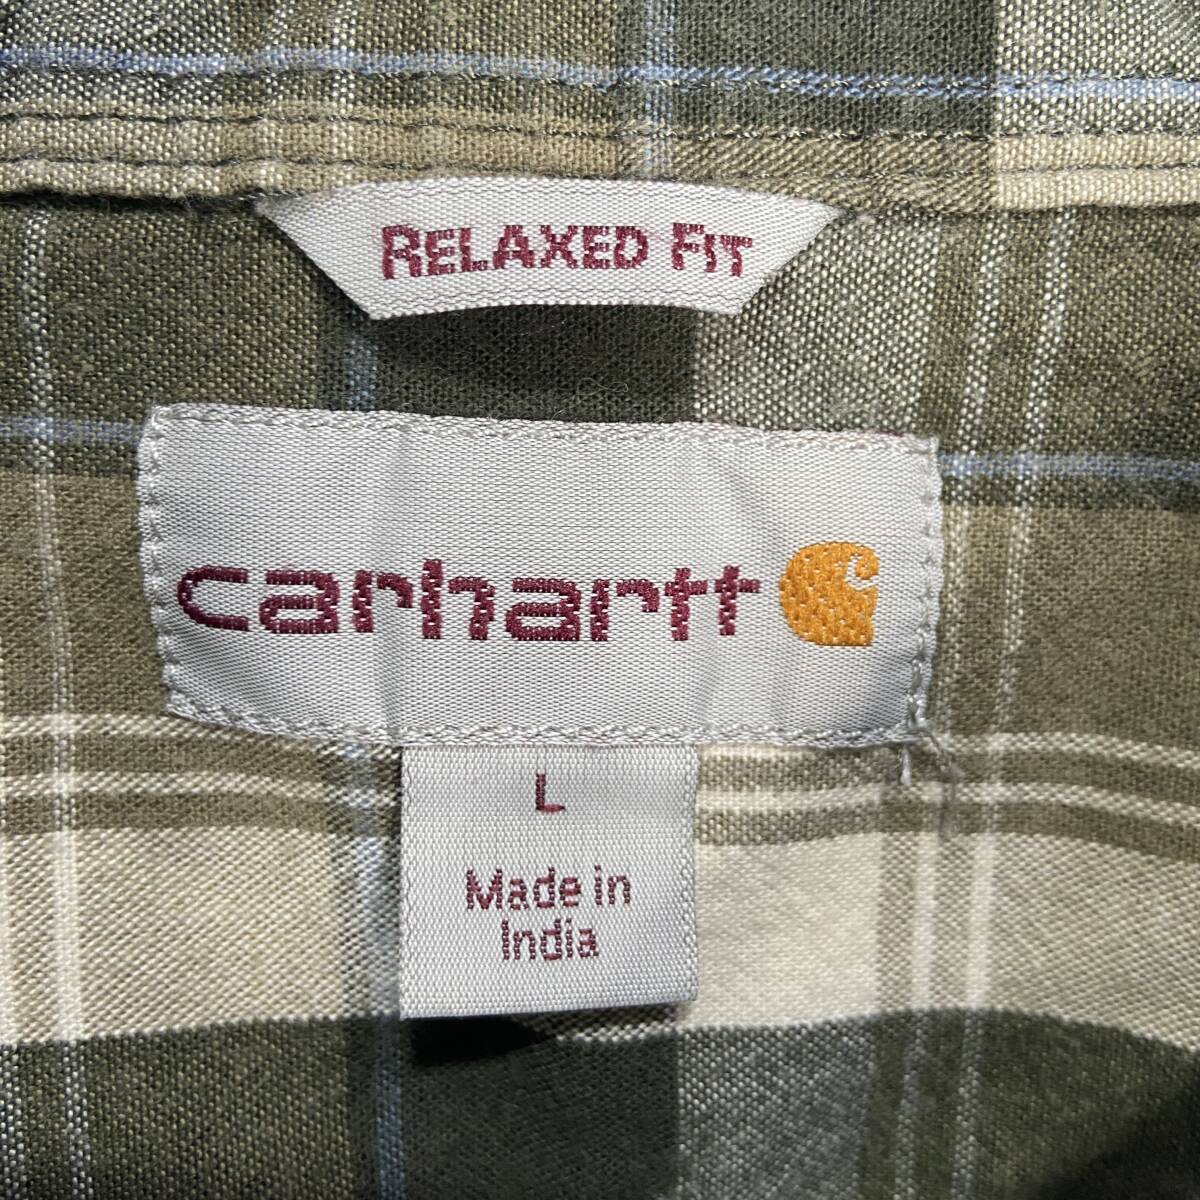 RELAXED FIT
carhartt
L
Made in
India